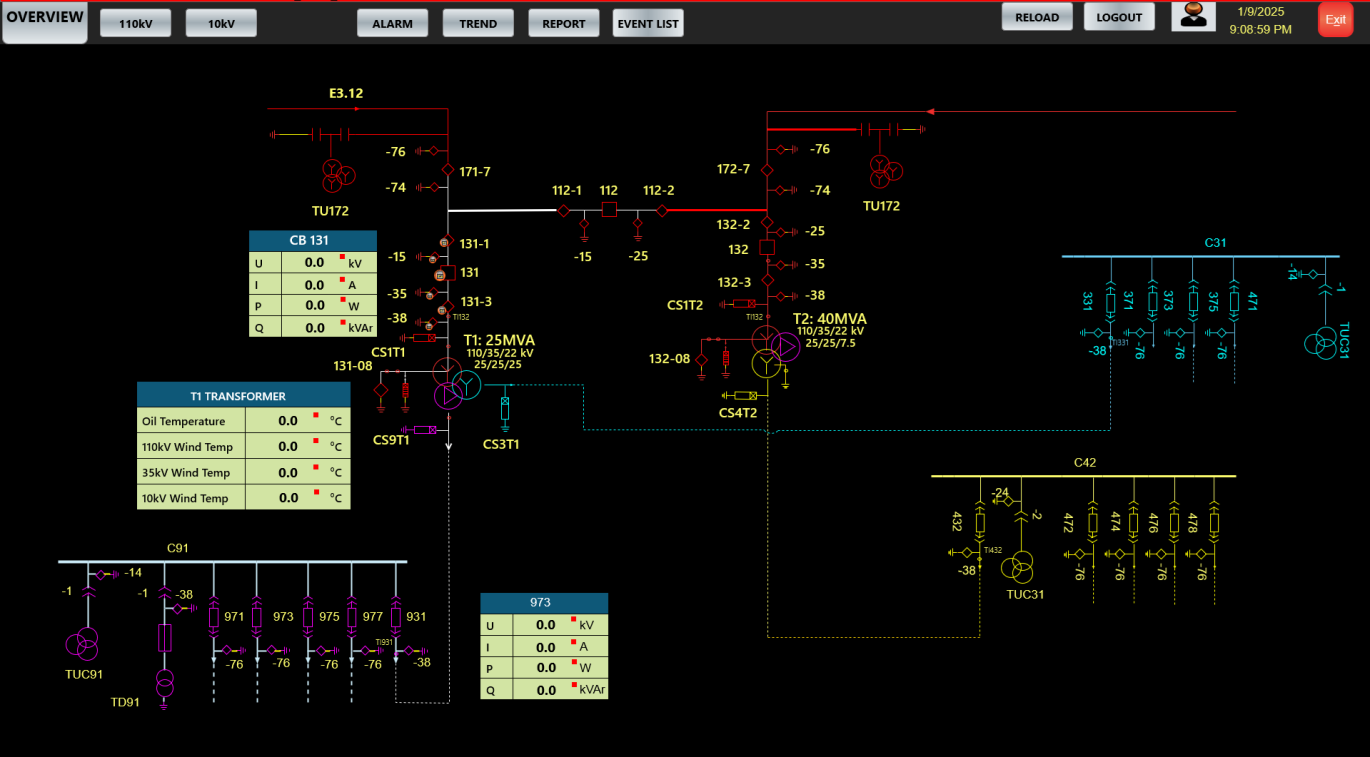 OVERVIEW
110kV
10kV
ALARM
TREND
REPORT
EVENT LIST
RELOAD
LOGOUT
1/9/2025
9:08:59 PM
Exit
E3.12
-76
171-7
-74
TU172
112-1
112
112-2
-15
-25
172-7
-76
-74
TU172
132-2
-25
132
-35
132-3
-38
CS1T2
TI132
T2: 40MVA
110/35/22 kV
25/25/7.5
132-08
CS4T2
CB 131
U 0.0 kV
I 0.0 A
P 0.0 W
Q 0.0 kVAr
131-1
-15
131
-35
131-3
-38
TI132
CS1T1
T1: 25MVA
110/35/22 kV
25/25/25
131-08
CS9T1
CS3T1
T1 TRANSFORMER
Oil Temperature 0.0 °C
110kV Wind Temp 0.0 °C
35kV Wind Temp 0.0 °C
10kV Wind Temp 0.0 °C
C31
331
371
373
375
471
-14
-1
TUC31
-38
TI331
-76
-76
-76
C42
432
-24
-2
472
474
476
478
TI432
-38
TUC31
-76
-76
-76
-76
C91
-14
-1
-1
-38
971
973
975
977
931
TI931
-76
-76
-76
-76
-38
TUC91
TD91
973
U 0.0 kV
I 0.0 A
P 0.0 W
Q 0.0 kVAr